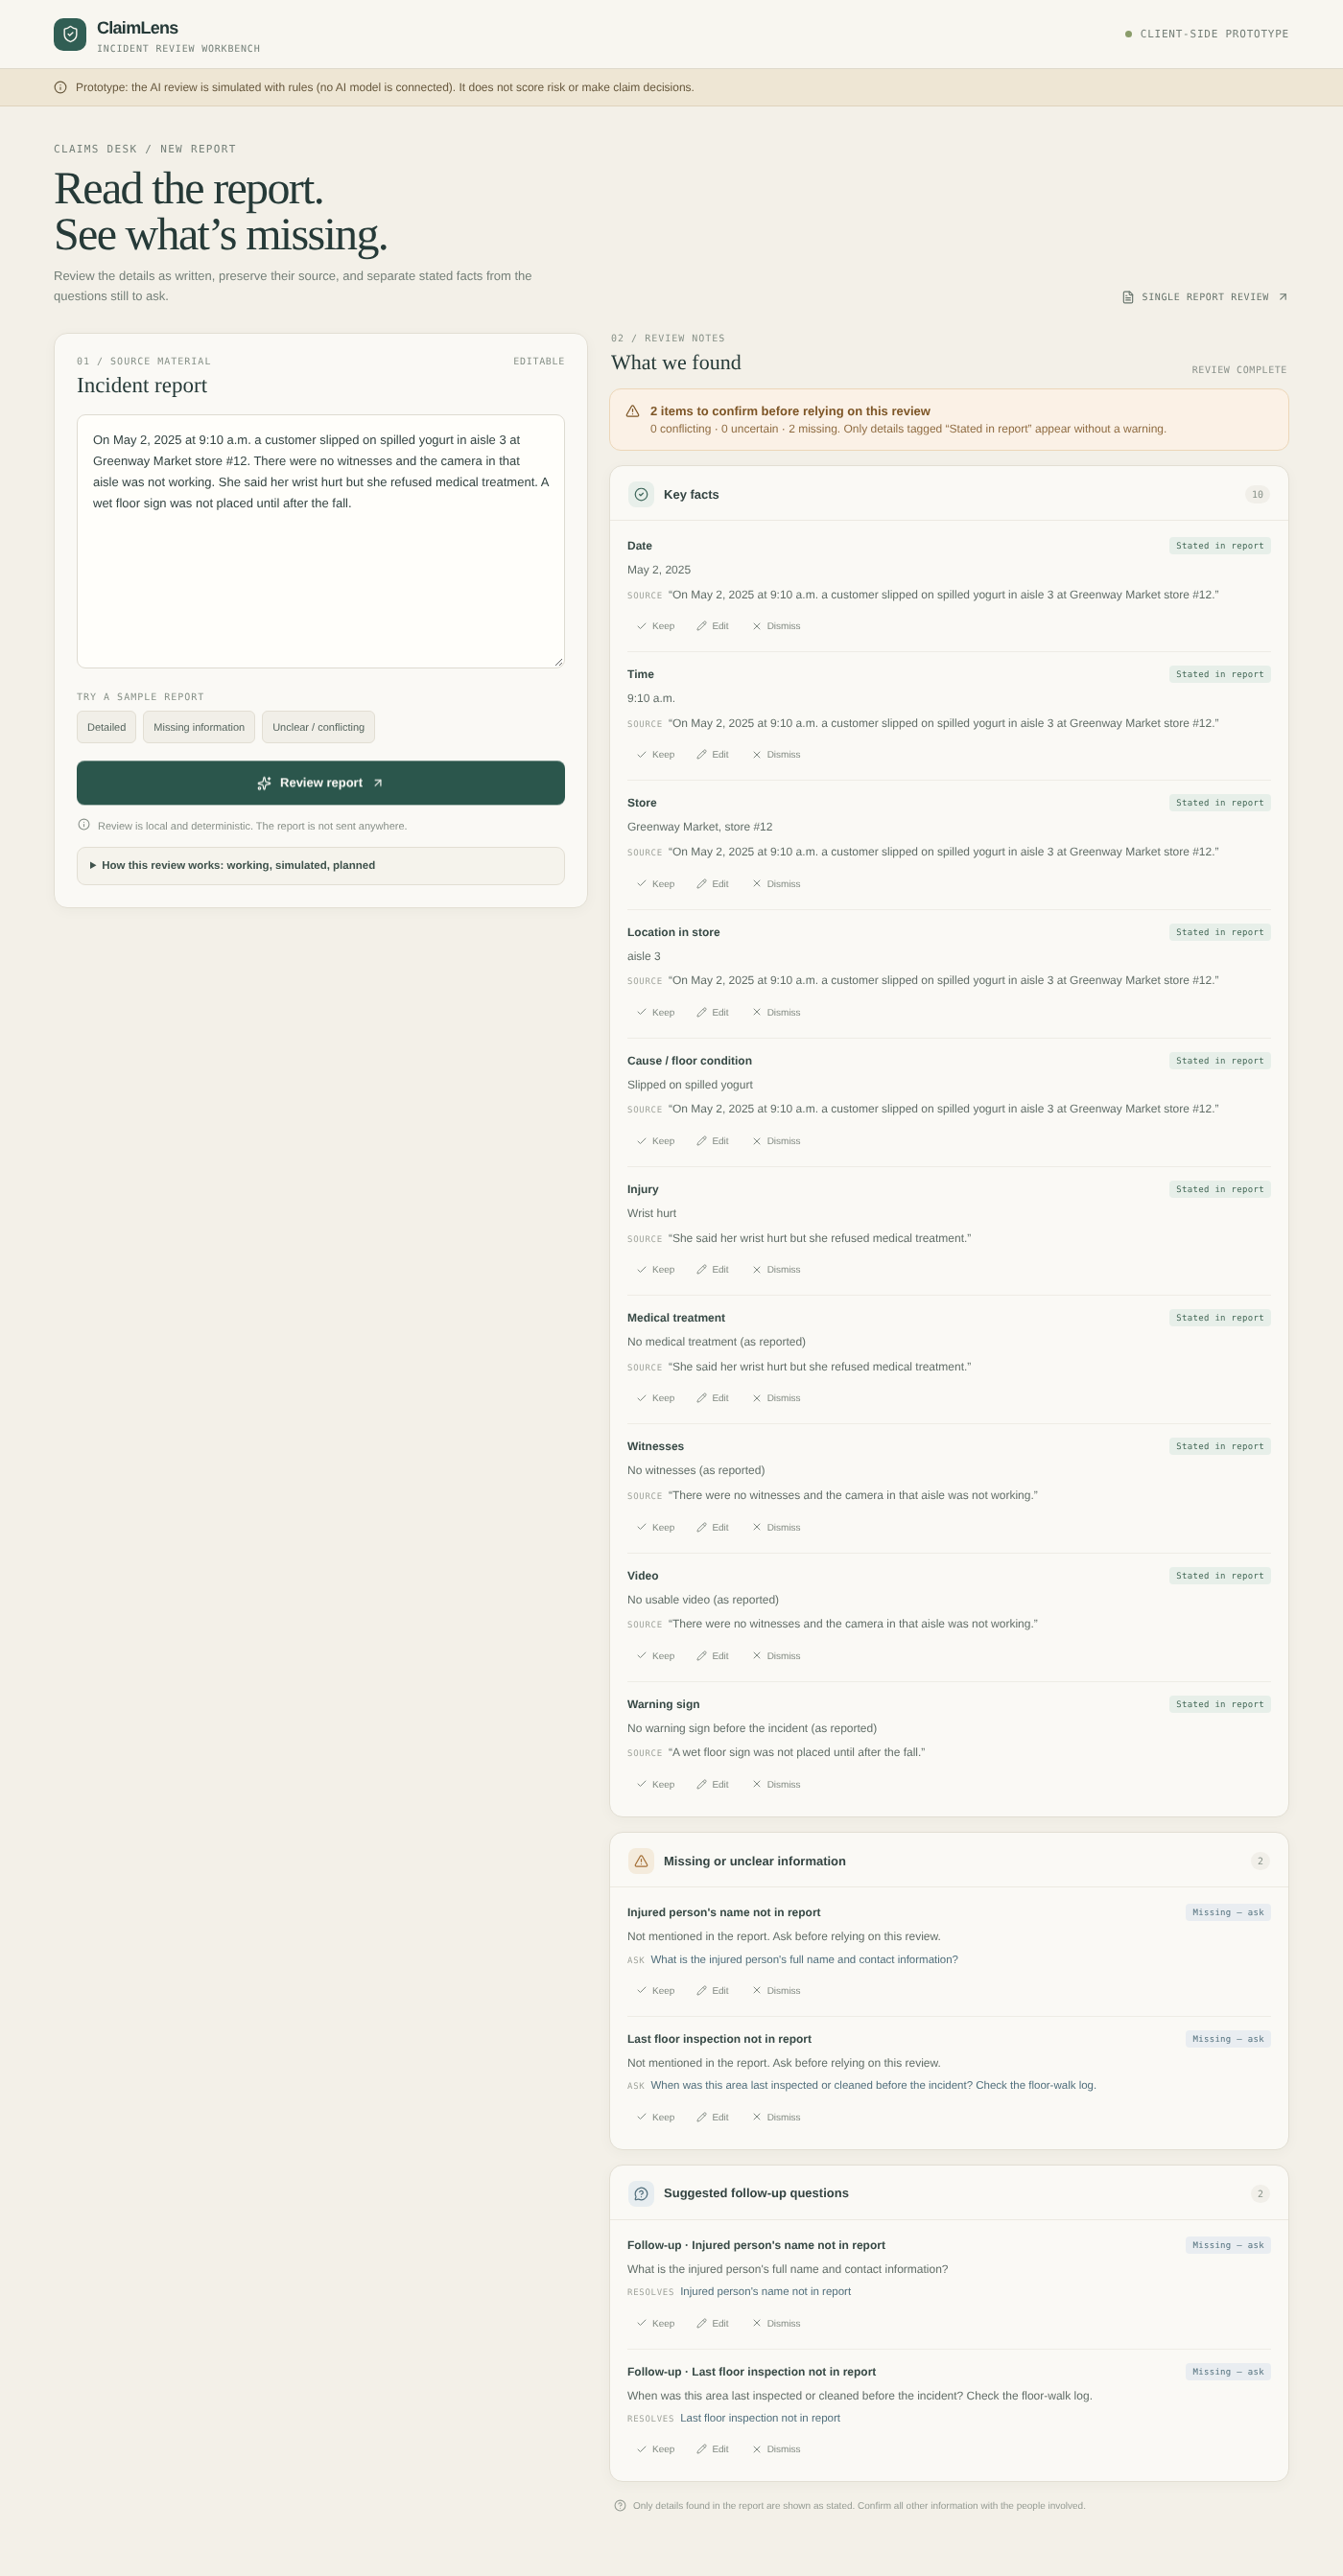 ClaimLens
INCIDENT REVIEW WORKBENCH
CLIENT-SIDE PROTOTYPE
Prototype: the AI review is simulated with rules (no AI model is connected). It does not score risk or make claim decisions.
CLAIMS DESK / NEW REPORT
Read the report.
See what’s missing.
Review the details as written, preserve their source, and separate stated facts from the
questions still to ask.
SINGLE REPORT REVIEW
01 / SOURCE MATERIAL
EDITABLE
Incident report
On May 2, 2025 at 9:10 a.m. a customer slipped on spilled yogurt in aisle 3 at
Greenway Market store #12. There were no witnesses and the camera in that
aisle was not working. She said her wrist hurt but she refused medical treatment. A
wet floor sign was not placed until after the fall.
TRY A SAMPLE REPORT
Detailed
Missing information
Unclear / conflicting
Review report
Review is local and deterministic. The report is not sent anywhere.
How this review works: working, simulated, planned
02 / REVIEW NOTES
What we found
REVIEW COMPLETE
2 items to confirm before relying on this review
0 conflicting · 0 uncertain · 2 missing. Only details tagged “Stated in report” appear without a warning.
Key facts
10
Date
Stated in report
May 2, 2025
SOURCE “On May 2, 2025 at 9:10 a.m. a customer slipped on spilled yogurt in aisle 3 at Greenway Market store #12.”
Keep Edit Dismiss
Time
Stated in report
9:10 a.m.
SOURCE “On May 2, 2025 at 9:10 a.m. a customer slipped on spilled yogurt in aisle 3 at Greenway Market store #12.”
Keep Edit Dismiss
Store
Stated in report
Greenway Market, store #12
SOURCE “On May 2, 2025 at 9:10 a.m. a customer slipped on spilled yogurt in aisle 3 at Greenway Market store #12.”
Keep Edit Dismiss
Location in store
Stated in report
aisle 3
SOURCE “On May 2, 2025 at 9:10 a.m. a customer slipped on spilled yogurt in aisle 3 at Greenway Market store #12.”
Keep Edit Dismiss
Cause / floor condition
Stated in report
Slipped on spilled yogurt
SOURCE “On May 2, 2025 at 9:10 a.m. a customer slipped on spilled yogurt in aisle 3 at Greenway Market store #12.”
Keep Edit Dismiss
Injury
Stated in report
Wrist hurt
SOURCE “She said her wrist hurt but she refused medical treatment.”
Keep Edit Dismiss
Medical treatment
Stated in report
No medical treatment (as reported)
SOURCE “She said her wrist hurt but she refused medical treatment.”
Keep Edit Dismiss
Witnesses
Stated in report
No witnesses (as reported)
SOURCE “There were no witnesses and the camera in that aisle was not working.”
Keep Edit Dismiss
Video
Stated in report
No usable video (as reported)
SOURCE “There were no witnesses and the camera in that aisle was not working.”
Keep Edit Dismiss
Warning sign
Stated in report
No warning sign before the incident (as reported)
SOURCE “A wet floor sign was not placed until after the fall.”
Keep Edit Dismiss
Missing or unclear information
2
Injured person's name not in report
Missing — ask
Not mentioned in the report. Ask before relying on this review.
ASK What is the injured person's full name and contact information?
Keep Edit Dismiss
Last floor inspection not in report
Missing — ask
Not mentioned in the report. Ask before relying on this review.
ASK When was this area last inspected or cleaned before the incident? Check the floor-walk log.
Keep Edit Dismiss
Suggested follow-up questions
2
Follow-up · Injured person's name not in report
Missing — ask
What is the injured person's full name and contact information?
RESOLVES Injured person's name not in report
Keep Edit Dismiss
Follow-up · Last floor inspection not in report
Missing — ask
When was this area last inspected or cleaned before the incident? Check the floor-walk log.
RESOLVES Last floor inspection not in report
Keep Edit Dismiss
Only details found in the report are shown as stated. Confirm all other information with the people involved.